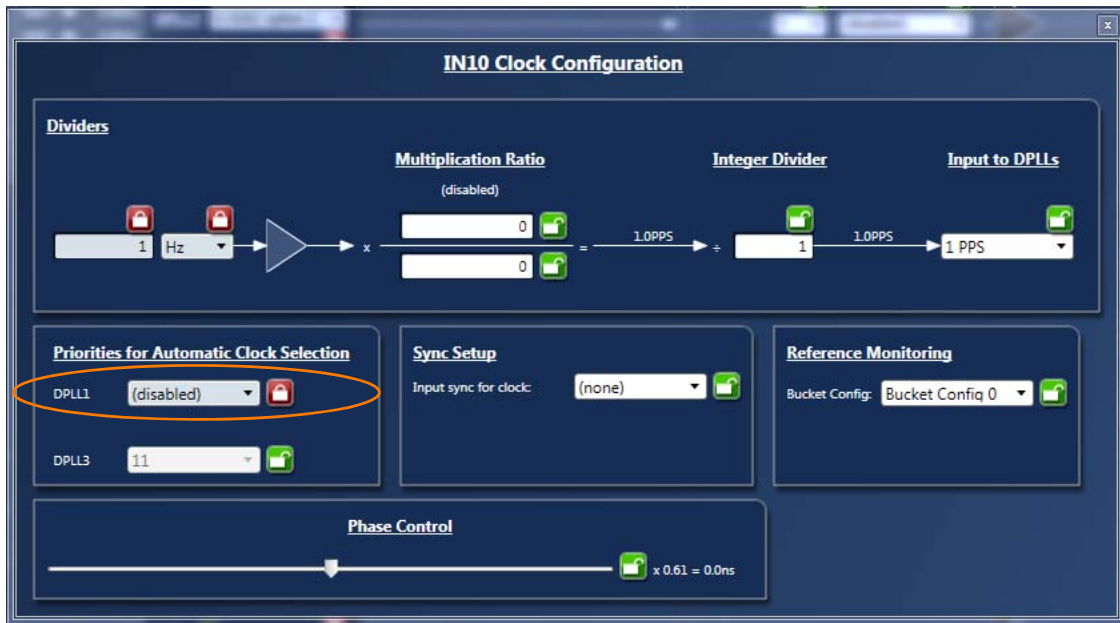 x
IN10 Clock Configuration
Dividers
Multiplication Ratio
Integer Divider
Input to DPLLs
(disabled)
1 Hz x 0 = 1.0PPS ÷ 1 1.0PPS 1 PPS
0
Priorities for Automatic Clock Selection
DPLL1 (disabled)
DPLL3 11
Sync Setup
Input sync for clock: (none)
Reference Monitoring
Bucket Config: Bucket Config 0
Phase Control
x 0.61 = 0.0ns